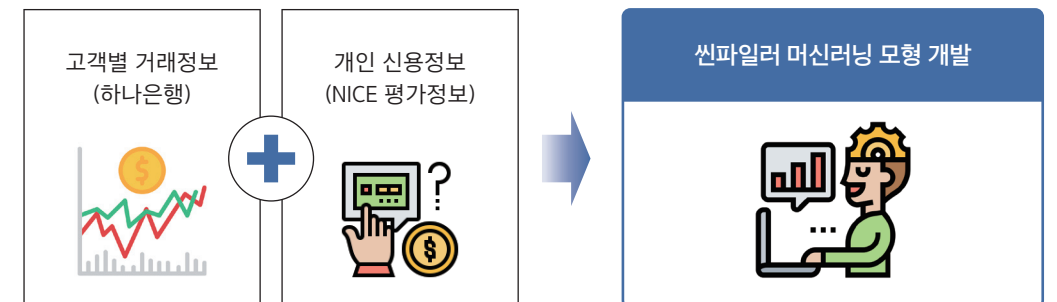 고객별 거래정보
(하나은행)
개인 신용정보
(NICE 평가정보)
씬파일러 머신러닝 모형 개발